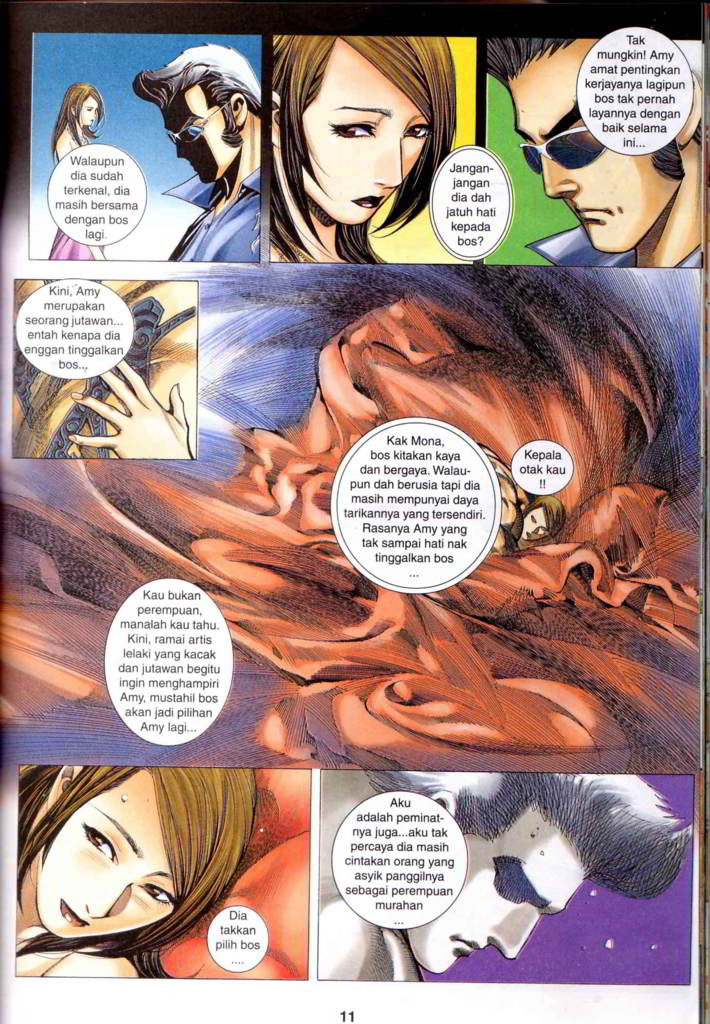 Walaupun
dia sudah
terkenal, dia
masih bersama
dengan bos
lagi.
Jangan-
jangan
dia dah
jatuh hati
kepada
bos?
Tak
mungkin! Amy
amat pentingkan
kerjayanya lagipun
bos tak pernah
layannya dengan
baik selama
ini...
Kini, Amy
merupakan
seorang jutawan...
entah kenapa dia
enggan tinggalkan
bos...
Kak Mona,
bos kitakan kaya
dan bergaya. Walau-
pun dah berusia tapi dia
masih mempunyai daya
tarikannya yang tersendiri.
Rasanya Amy yang
tak sampai hati nak
tinggalkan bos
...
Kepala
otak kau
!!
Kau bukan
perempuan,
manalah kau tahu.
Kini, ramai artis
lelaki yang kacak
dan jutawan begitu
ingin menghampiri
Amy, mustahil bos
akan jadi pilihan
Amy lagi...
Dia
takkan
pilih bos
....
Aku
adalah peminat-
nya juga...aku tak
percaya dia masih
cintakan orang yang
asyik panggilnya
sebagai perempuan
murahan
...
11